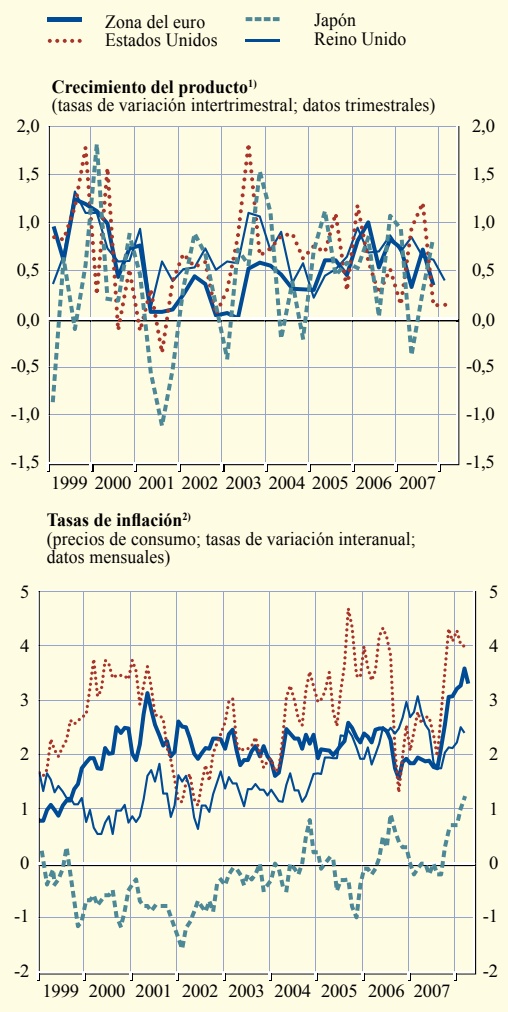 Zona del euro
Japón
Estados Unidos
Reino Unido
Crecimiento del producto¹⁾
(tasas de variación intertrimestral; datos trimestrales)
2,0 2,0
1,5 1,5
1,0 1,0
0,5 0,5
0,0 0,0
-0,5 -0,5
-1,0 -1,0
-1,5 -1,5
1999 2000 2001 2002 2003 2004 2005 2006 2007
Tasas de inflación²⁾
(precios de consumo; tasas de variación interanual;
datos mensuales)
5 5
4 4
3 3
2 2
1 1
0 0
-1 -1
-2 -2
1999 2000 2001 2002 2003 2004 2005 2006 2007